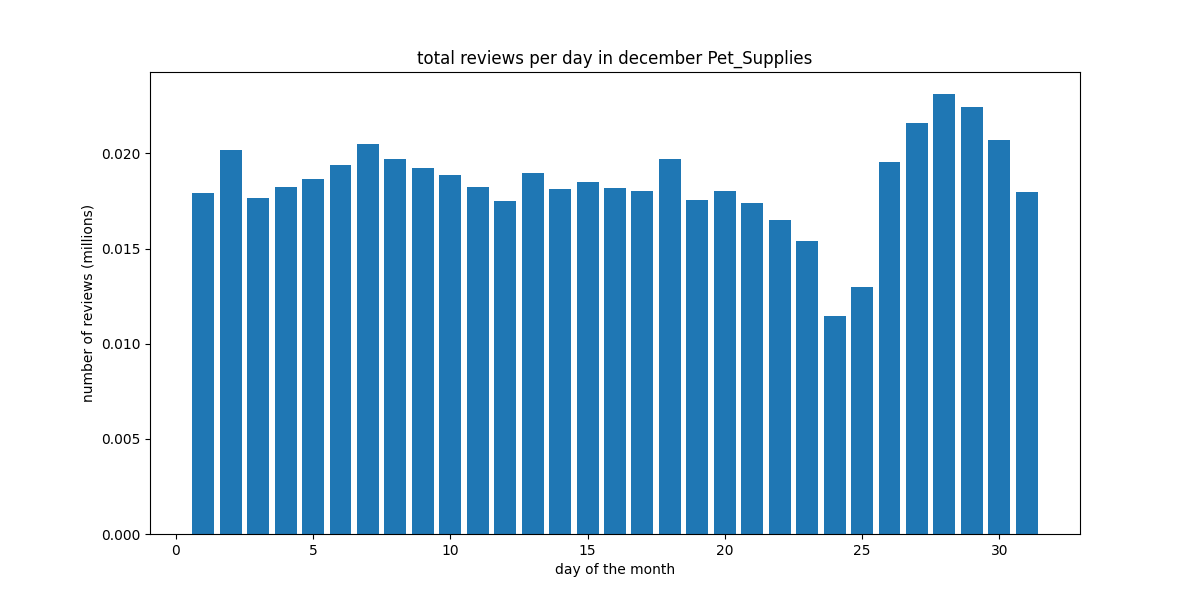 total reviews per day in december Pet_Supplies
number of reviews (millions)
0.020
0.015
0.010
0.005
0.000
0 5 10 15 20 25 30
day of the month